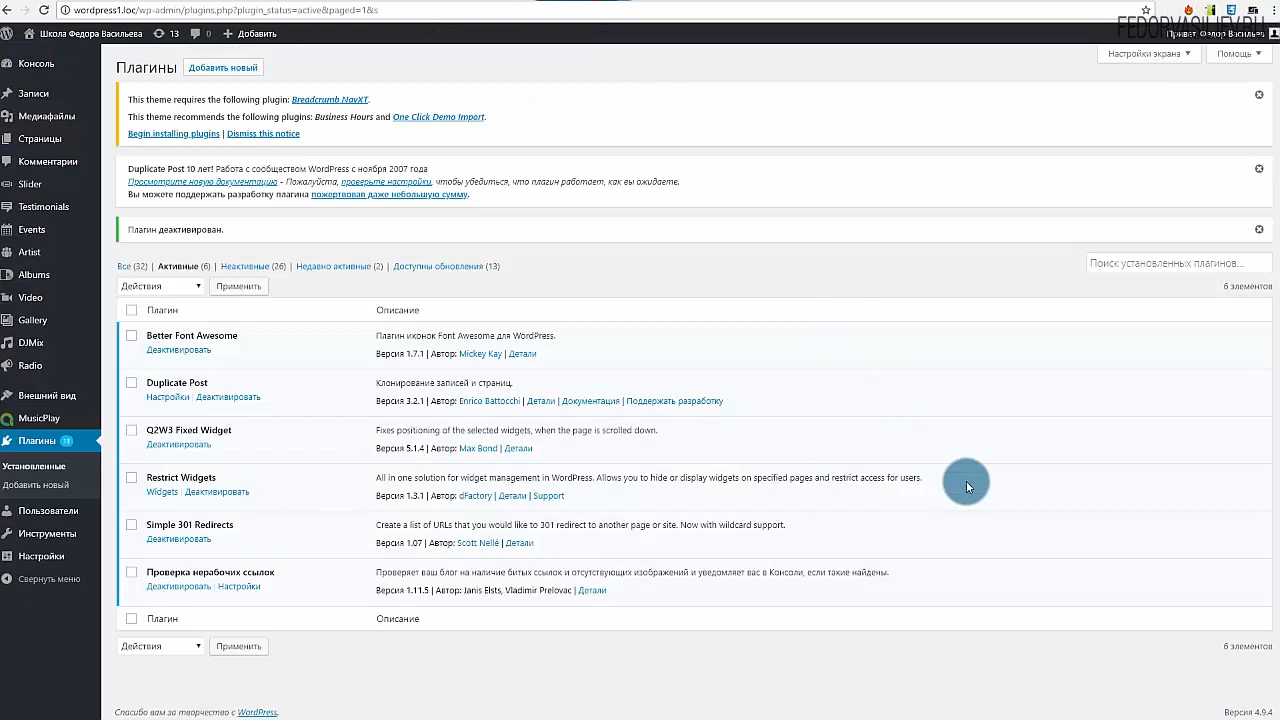 wordpress1.loc/wp-admin/plugins.php?plugin_status=active&paged=1&s
FEDORVASILIEV.RU
Школа Федора Васильева 13 0 Добавить Привет, Федор Васильев
Консоль
Записи
Медиафайлы
Страницы
Комментарии
Slider
Testimonials
Events
Artist
Albums
Video
Gallery
DJMix
Radio
Внешний вид
MusicPlay
Плагины 13
Установленные
Добавить новый
Пользователи
Инструменты
Настройки
Свернуть меню
Настройки экрана ▼ Помощь ▼
Плагины Добавить новый
This theme requires the following plugin: Breadcrumb NavXT.
This theme recommends the following plugins: Business Hours and One Click Demo Import.
Begin installing plugins | Dismiss this notice
Duplicate Post 10 лет! Работа с сообществом WordPress с ноября 2007 года
Просмотрите новую документацию - Пожалуйста, проверьте настройки, чтобы убедиться, что плагин работает, как вы ожидаете.
Вы можете поддержать разработку плагина пожертвовав даже небольшую сумму.
Плагин деактивирован.
Все (32) | Активные (6) | Неактивные (26) | Недавно активные (2) | Доступны обновления (13)
Поиск установленных плагинов...
Действия ▼ Применить 6 элементов
Плагин Описание
Better Font Awesome Плагин иконок Font Awesome для WordPress.
Деактивировать Версия 1.7.1 | Автор: Mickey Kay | Детали
Duplicate Post Клонирование записей и страниц.
Настройки | Деактивировать Версия 3.2.1 | Автор: Enrico Battocchi | Детали | Документация | Поддержать разработку
Q2W3 Fixed Widget Fixes positioning of the selected widgets, when the page is scrolled down.
Деактивировать Версия 5.1.4 | Автор: Max Bond | Детали
Restrict Widgets All in one solution for widget management in WordPress. Allows you to hide or display widgets on specified pages and restrict access for users.
Widgets | Деактивировать Версия 1.3.1 | Автор: dFactory | Детали | Support
Simple 301 Redirects Create a list of URLs that you would like to 301 redirect to another page or site. Now with wildcard support.
Деактивировать Версия 1.07 | Автор: Scott Nellé | Детали
Проверка нерабочих ссылок Проверяет ваш блог на наличие битых ссылок и отсутствующих изображений и уведомляет вас в Консоли, если такие найдены.
Деактивировать | Настройки Версия 1.11.5 | Автор: Janis Elsts, Vladimir Prelovac | Детали
Плагин Описание
Действия ▼ Применить 6 элементов
Спасибо вам за творчество с WordPress. Версия 4.9.4